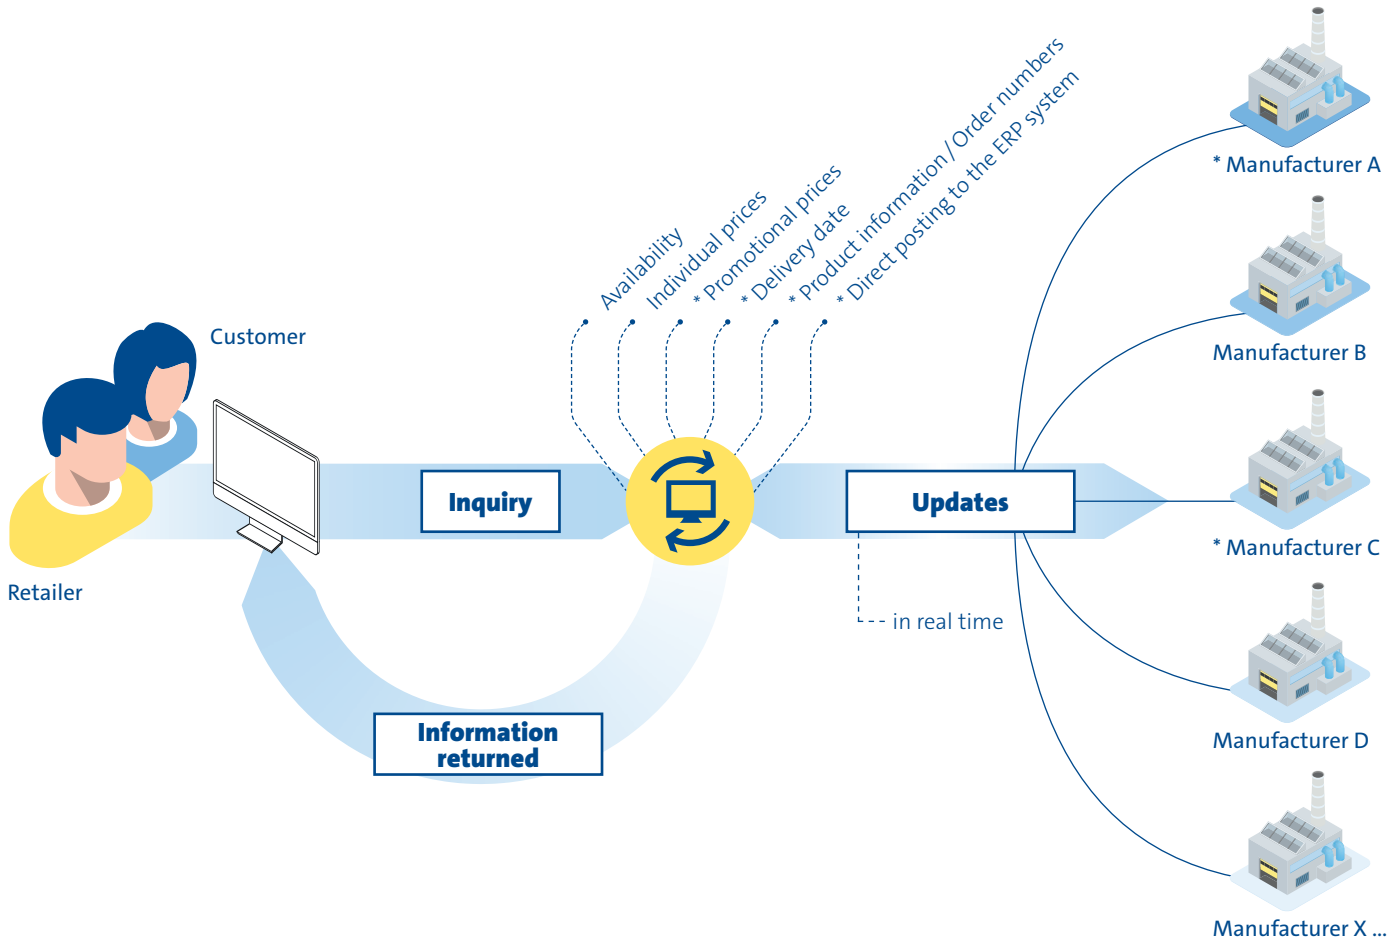 Availability
Individual prices
* Promotional prices
* Delivery date
* Product information / Order numbers
* Direct posting to the ERP system
Customer
Retailer
Inquiry
Updates
in real time
Information
returned
* Manufacturer A
Manufacturer B
* Manufacturer C
Manufacturer D
Manufacturer X ...